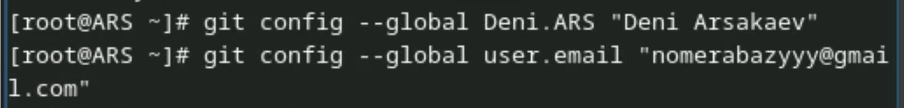 [root@ARS ~]# git config --global Deni.ARS "Deni Arsakaev"
[root@ARS ~]# git config --global user.email "nomerabazyyy@gmai
l.com"